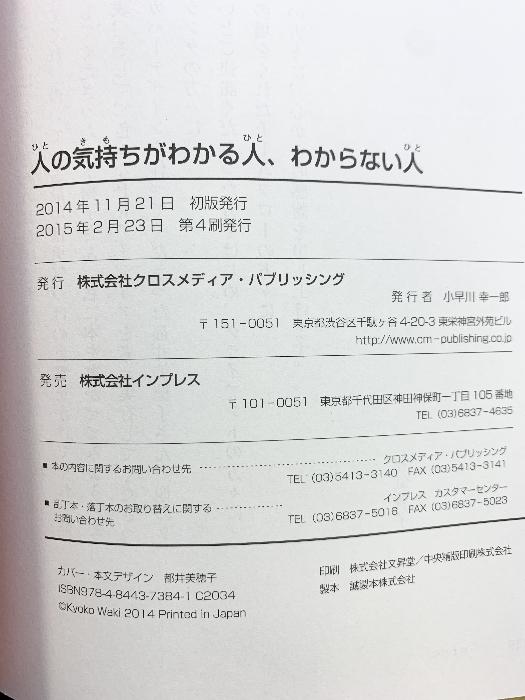 人の気持ちがわかる人、わからない人
2014年11月21日 初版発行
2015年2月23日 第4刷発行
発行 株式会社クロスメディア・パブリッシング
発行者 小早川 幸一郎
〒151-0051 東京都渋谷区千駄ヶ谷 4-20-3 東栄神宮外苑ビル
http://www.cm-publishing.co.jp
発売 株式会社インプレス
〒101-0051 東京都千代田区神田神保町一丁目105番地
TEL (03)6837-4635
■ 本の内容に関するお問い合わせ先 クロスメディア・パブリッシング
TEL (03)5413-3140 FAX (03)5413-3141
■ 乱丁本・落丁本のお取り替えに関する
お問い合わせ先
インプレス カスタマーセンター
TEL (03)6837-5016 FAX (03)6837-5023
カバー・本文デザイン 都井美穂子
ISBN978-4-8443-7384-1 C2034
©Kyoko Waki 2014 Printed in Japan
印刷 株式会社文昇堂／中央精版印刷株式会社
製本 誠製本株式会社